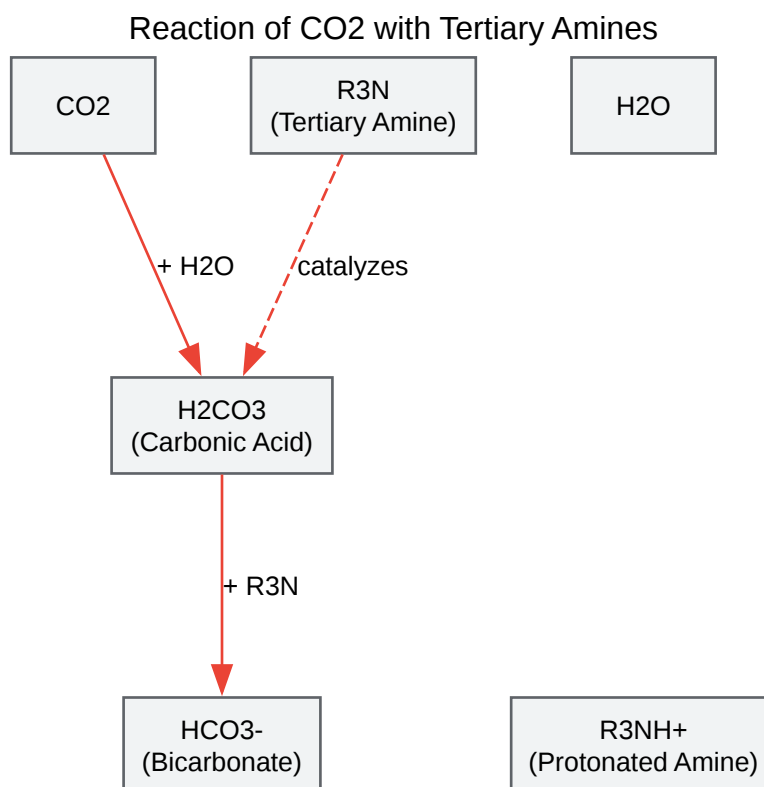 Reaction of CO2 with Tertiary Amines
CO2
R3N
(Tertiary Amine)
H2O
+ H2O
catalyzes
H2CO3
(Carbonic Acid)
+ R3N
HCO3-
(Bicarbonate)
R3NH+
(Protonated Amine)